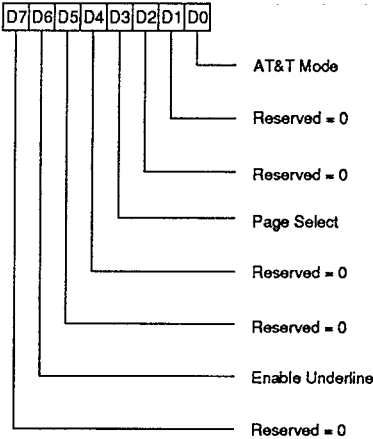 D7 D6 D5 D4 D3 D2 D1 D0
AT&T Mode
Reserved = 0
Reserved = 0
Page Select
Reserved = 0
Reserved = 0
Enable Underline
Reserved = 0